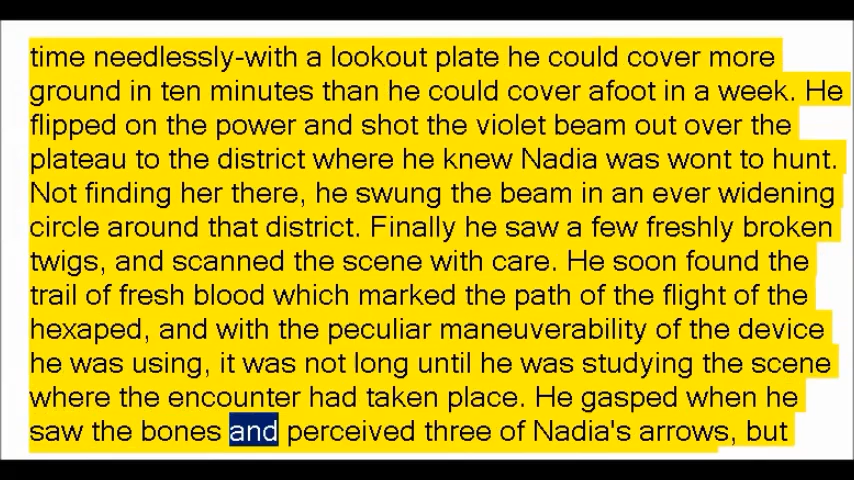 time needlessly-with a lookout plate he could cover more
ground in ten minutes than he could cover afoot in a week. He
flipped on the power and shot the violet beam out over the
plateau to the district where he knew Nadia was wont to hunt.
Not finding her there, he swung the beam in an ever widening
circle around that district. Finally he saw a few freshly broken
twigs, and scanned the scene with care. He soon found the
trail of fresh blood which marked the path of the flight of the
hexaped, and with the peculiar maneuverability of the device
he was using, it was not long until he was studying the scene
where the encounter had taken place. He gasped when he
saw the bones and perceived three of Nadia's arrows, but